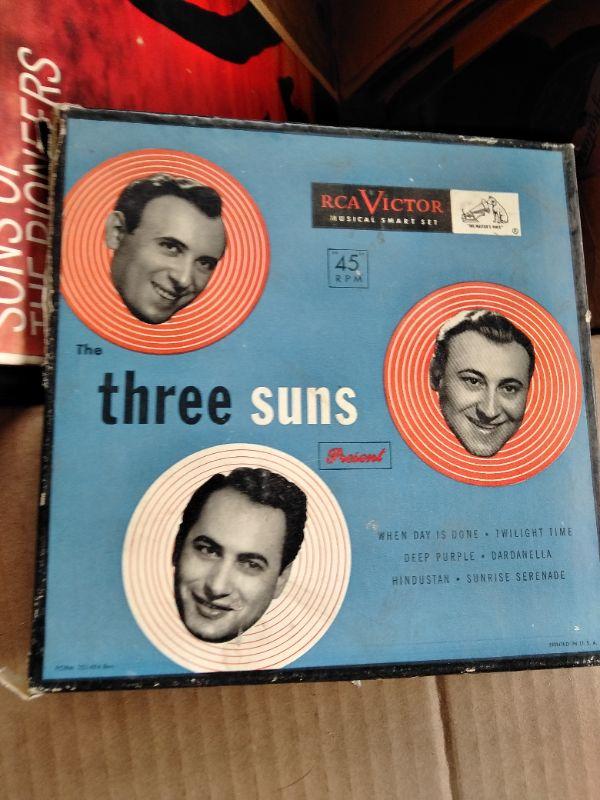 SONS OF
THE PIONEERS
RCA VICTOR
MUSICAL SMART SET
"HIS MASTER'S VOICE"
®
"45"
RPM
The
three suns
Present
WHEN DAY IS DONE • TWILIGHT TIME
DEEP PURPLE • DARDANELLA
HINDUSTAN • SUNRISE SERENADE
PRINTED IN U.S.A.